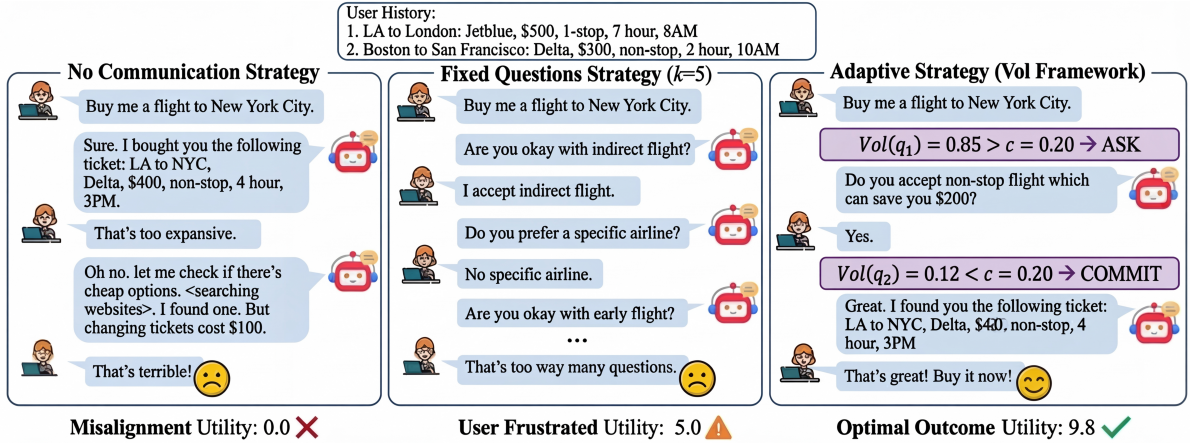 User History:
1. LA to London: Jetblue, $500, 1-stop, 7 hour, 8AM
2. Boston to San Francisco: Delta, $300, non-stop, 2 hour, 10AM
No Communication Strategy
Buy me a flight to New York City.
Sure. I bought you the following
ticket: LA to NYC,
Delta, $400, non-stop, 4 hour,
3PM.
That's too expansive.
Oh no. let me check if there's
cheap options. <searching
websites>. I found one. But
changing tickets cost $100.
That's terrible!
Misalignment Utility: 0.0
Fixed Questions Strategy (k=5)
Buy me a flight to New York City.
Are you okay with indirect flight?
I accept indirect flight.
Do you prefer a specific airline?
No specific airline.
Are you okay with early flight?
...
That's too way many questions.
User Frustrated Utility: 5.0
Adaptive Strategy (VoI Framework)
Buy me a flight to New York City.
VoI(q₁) = 0.85 > c = 0.20 → ASK
Do you accept non-stop flight which
can save you $200?
Yes.
VoI(q₂) = 0.12 < c = 0.20 → COMMIT
Great. I found you the following ticket:
LA to NYC, Delta, non-stop, 4
hour, 3PM
That's great! Buy it now!
Optimal Outcome Utility: 9.8